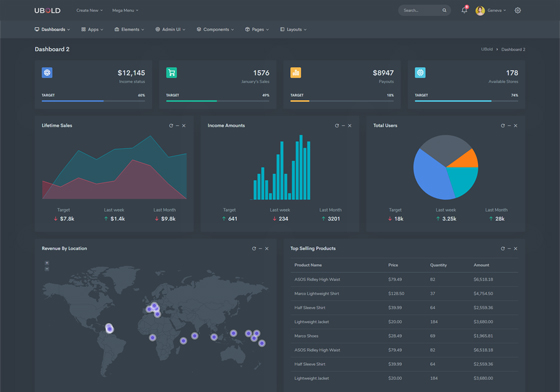 UBOLD
Create New
Mega Menu
Search...
Geneva
Dashboards
Apps
Elements
Admin UI
Components
Pages
Layouts
Dashboard 2
UBold Dashboard 2
$12,145
Income status
TARGET 60%
1576
January's Sales
TARGET 49%
$8947
Payouts
TARGET 18%
178
Available Stores
TARGET 74%
Lifetime Sales
Target Last week Last Month
$7.8k $1.4k $9.8k
Income Amounts
Target Last week Last Month
641 234 3201
Total Users
Target Last week Last Month
18k 3.25k 28k
Revenue By Location
Top Selling Products
Product Name Price Quantity Amount
ASOS Ridley High Waist $79.49 82 $6,518.18
Marco Lightweight Shirt $128.50 37 $4,754.50
Half Sleeve Shirt $39.99 64 $2,559.36
Lightweight Jacket $20.00 184 $3,680.00
Marco Shoes $28.49 69 $1,965.81
ASOS Ridley High Waist $79.49 82 $6,518.18
Half Sleeve Shirt $39.99 64 $2,559.36
Lightweight Jacket $20.00 184 $3,680.00